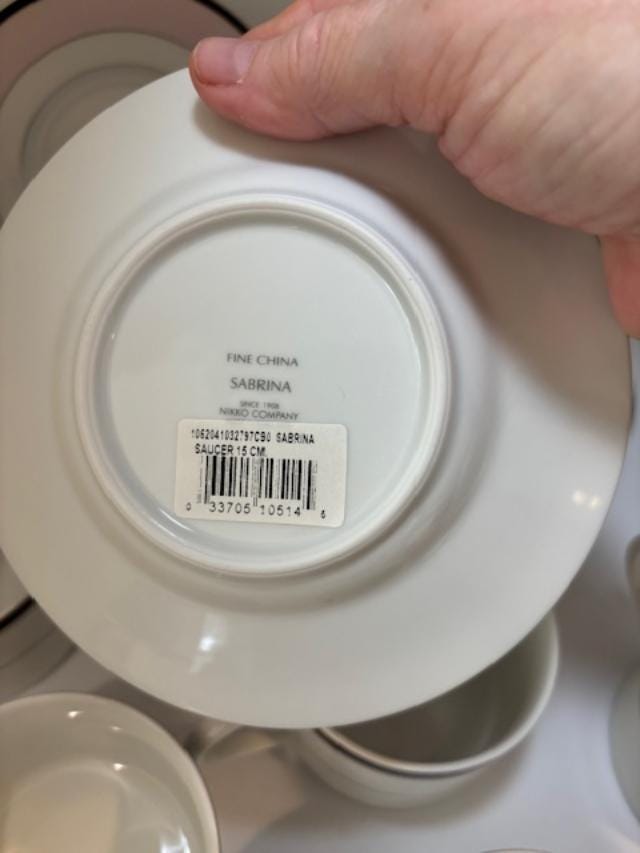 FINE CHINA
SABRINA
SINCE 1908
NIKKO COMPANY
1062041032797CB0 SABRINA
SAUCER 15 CM.
0 33705 10514 6